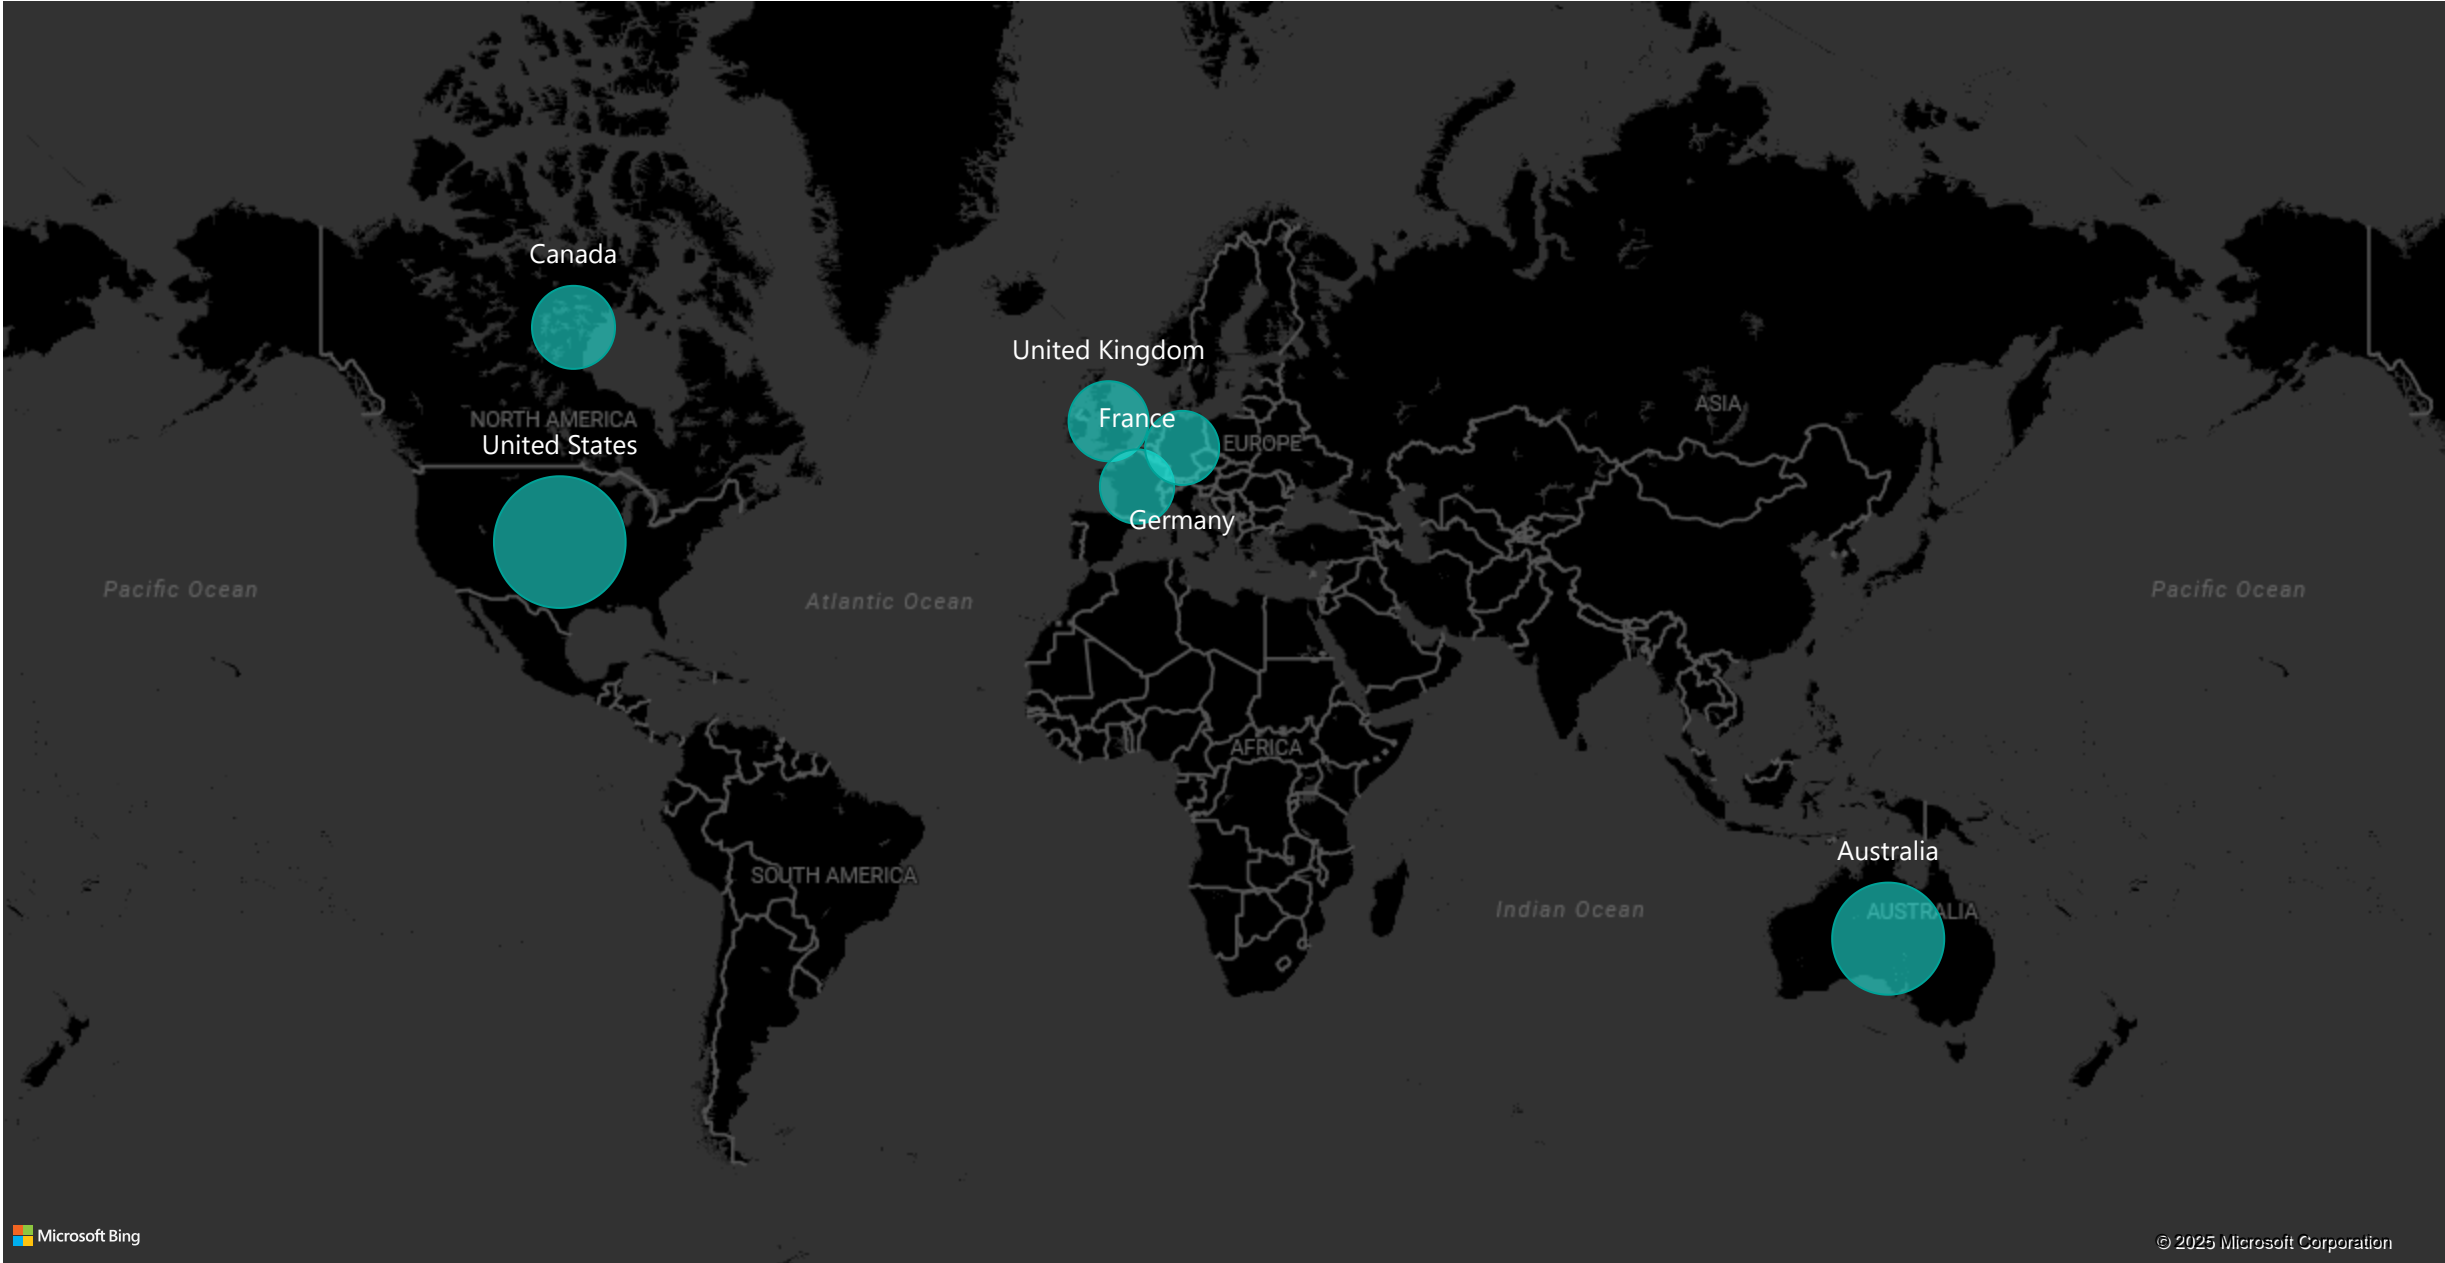 Canada
United Kingdom
NORTH AMERICA
ASIA
France
United States
EUROPE
Germany
Pacific Ocean
Atlantic Ocean
Pacific Ocean
AFRICA
Australia
SOUTH AMERICA
Indian Ocean
AUSTRALIA
Microsoft Bing
© 2025 Microsoft Corporation